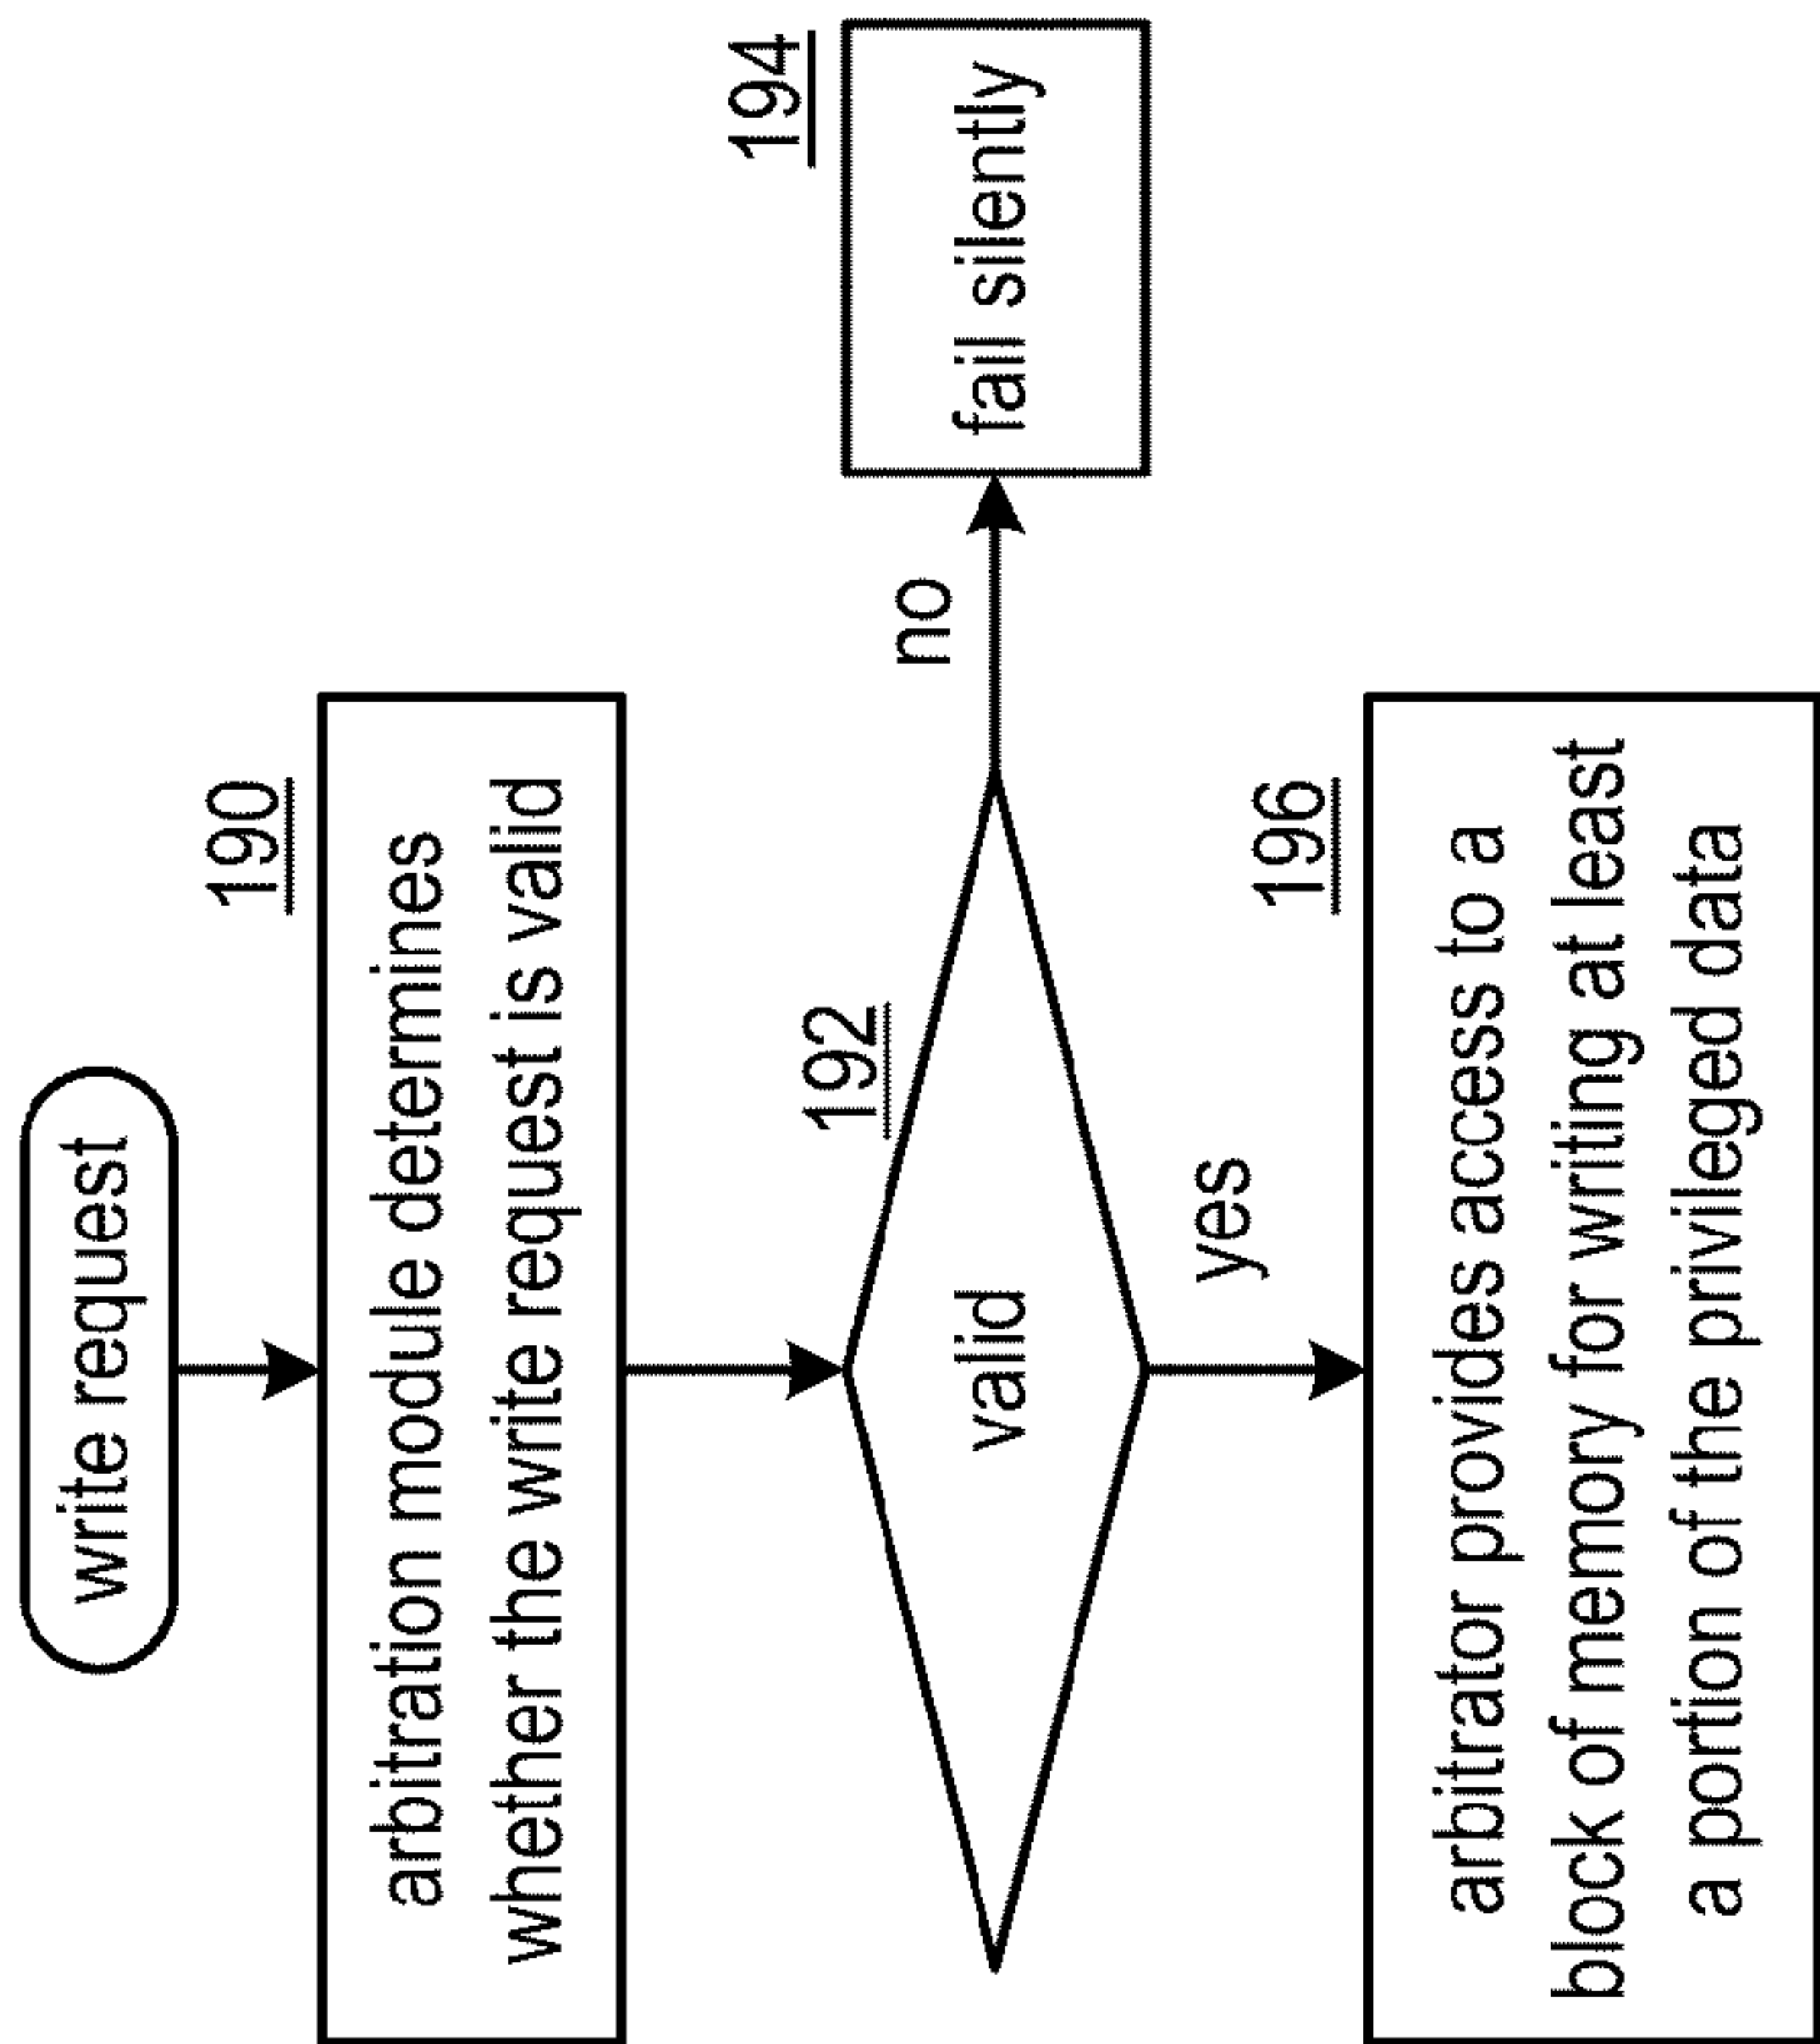 write request
190
arbitration module determines
whether the write request is valid
192
valid
no
194
fail silently
yes
196
arbitrator provides access to a
block of memory for writing at least
a portion of the privileged data